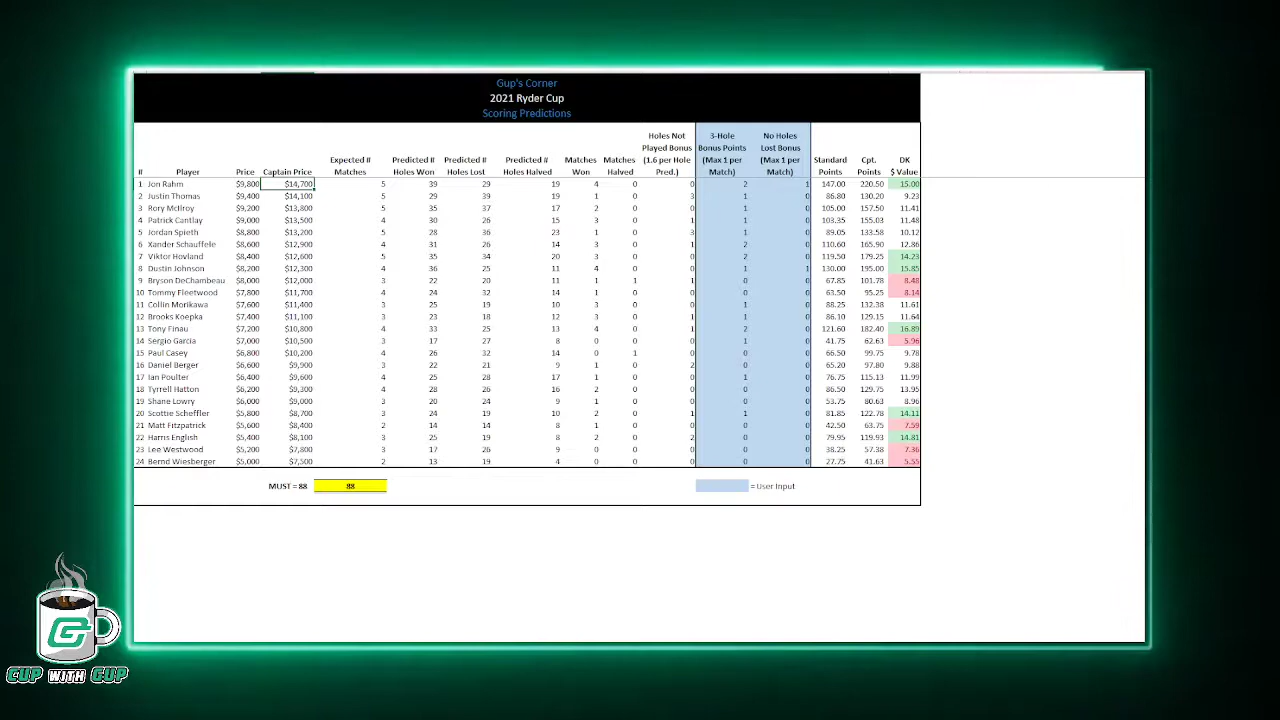 Gup's Corner
2021 Ryder Cup
Scoring Predictions
# Player Price Captain Price Expected # Matches Predicted # Holes Won Predicted # Holes Lost Predicted # Holes Halved Matches Won Matches Halved Holes Not Played Bonus (1.6 per Hole Pred.) 3-Hole Bonus Points (Max 1 per Match) No Holes Lost Bonus (Max 1 per Match) Standard Points Cpt. Points DK $ Value
1 Jon Rahm $9,800 $14,700 5 39 29 19 4 0 0 2 1 147.00 220.50 15.00
2 Justin Thomas $9,400 $14,100 5 29 39 19 1 0 3 1 0 86.80 130.20 9.23
3 Rory McIlroy $9,200 $13,800 5 35 37 17 2 0 0 1 0 105.00 157.50 11.41
4 Patrick Cantlay $9,000 $13,500 4 30 26 15 3 0 1 1 0 103.35 155.03 11.48
5 Jordan Spieth $8,800 $13,200 5 28 36 23 1 0 3 1 0 89.05 133.58 10.12
6 Xander Schauffele $8,600 $12,900 4 31 26 14 3 0 1 2 0 110.60 165.90 12.86
7 Viktor Hovland $8,400 $12,600 5 35 34 20 3 0 0 2 0 119.50 179.25 14.23
8 Dustin Johnson $8,200 $12,300 4 36 25 11 4 0 0 1 1 130.00 195.00 15.85
9 Bryson DeChambeau $8,000 $12,000 3 22 20 11 1 1 1 0 0 67.85 101.78 8.48
10 Tommy Fleetwood $7,800 $11,700 4 24 32 14 1 0 0 0 0 63.50 95.25 8.14
11 Collin Morikawa $7,600 $11,400 3 25 19 10 3 0 0 1 0 88.25 132.38 11.61
12 Brooks Koepka $7,400 $11,100 3 23 18 12 3 0 1 1 0 86.10 129.15 11.64
13 Tony Finau $7,200 $10,800 4 33 25 13 4 0 1 2 0 121.60 182.40 16.89
14 Sergio Garcia $7,000 $10,500 3 17 27 8 0 0 0 1 0 41.75 62.63 5.96
15 Paul Casey $6,800 $10,200 4 26 32 14 0 1 0 0 0 66.50 99.75 9.78
16 Daniel Berger $6,600 $9,900 3 22 21 9 1 0 2 0 0 65.20 97.80 9.88
17 Ian Poulter $6,400 $9,600 4 25 28 17 1 0 0 1 0 76.75 115.13 11.99
18 Tyrrell Hatton $6,200 $9,300 4 26 28 16 2 0 0 0 0 86.50 129.75 13.95
19 Shane Lowry $6,000 $9,000 3 20 24 9 1 0 0 0 0 53.75 80.63 8.96
20 Scottie Scheffler $5,800 $8,700 3 24 19 10 2 0 1 1 0 81.85 122.78 14.11
21 Matt Fitzpatrick $5,600 $8,400 2 14 14 8 1 0 0 0 0 42.50 63.75 7.59
22 Harris English $5,400 $8,100 3 25 19 8 2 0 2 0 0 79.95 119.93 14.81
23 Lee Westwood $5,200 $7,800 3 17 26 9 0 0 0 0 0 38.25 57.38 7.36
24 Bernd Wiesberger $5,000 $7,500 2 13 19 4 0 0 0 0 0 27.75 41.63 5.55
MUST = 88 88 = User Input
G
CUP WITH GUP